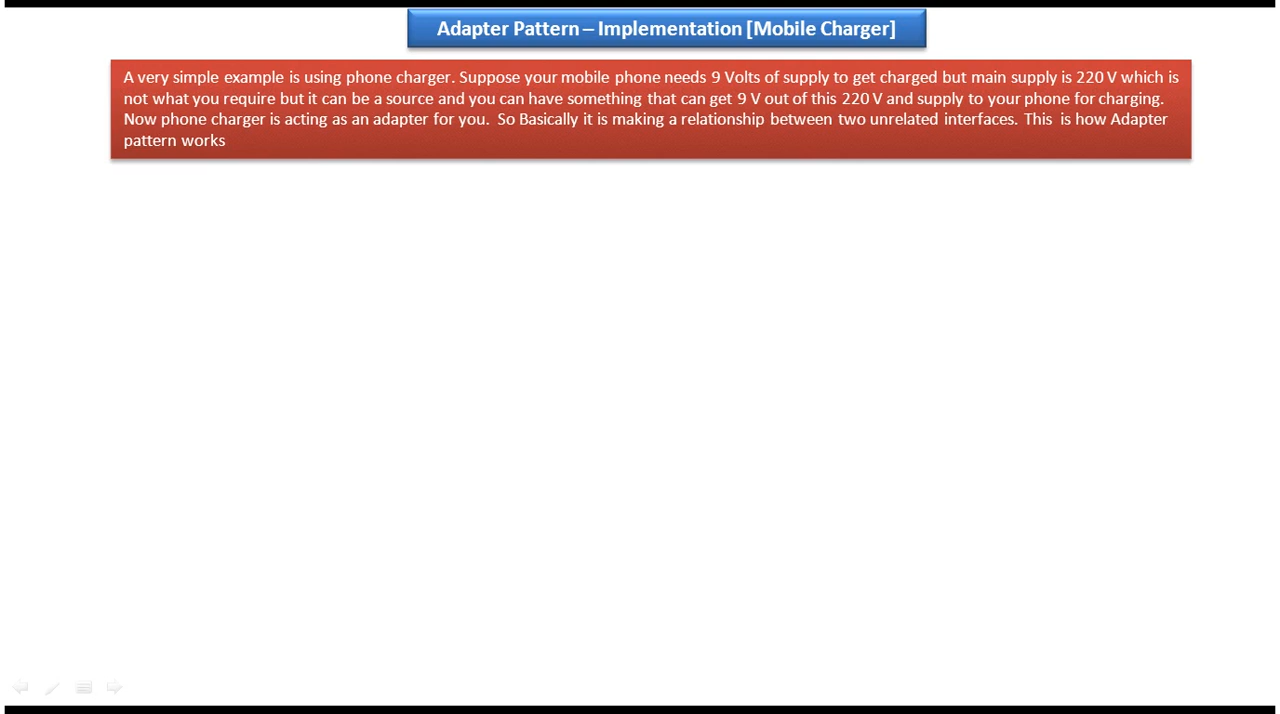 Adapter Pattern – Implementation [Mobile Charger]
A very simple example is using phone charger. Suppose your mobile phone needs 9 Volts of supply to get charged but main supply is 220 V which is
not what you require but it can be a source and you can have something that can get 9 V out of this 220 V and supply to your phone for charging.
Now phone charger is acting as an adapter for you. So Basically it is making a relationship between two unrelated interfaces. This is how Adapter
pattern works